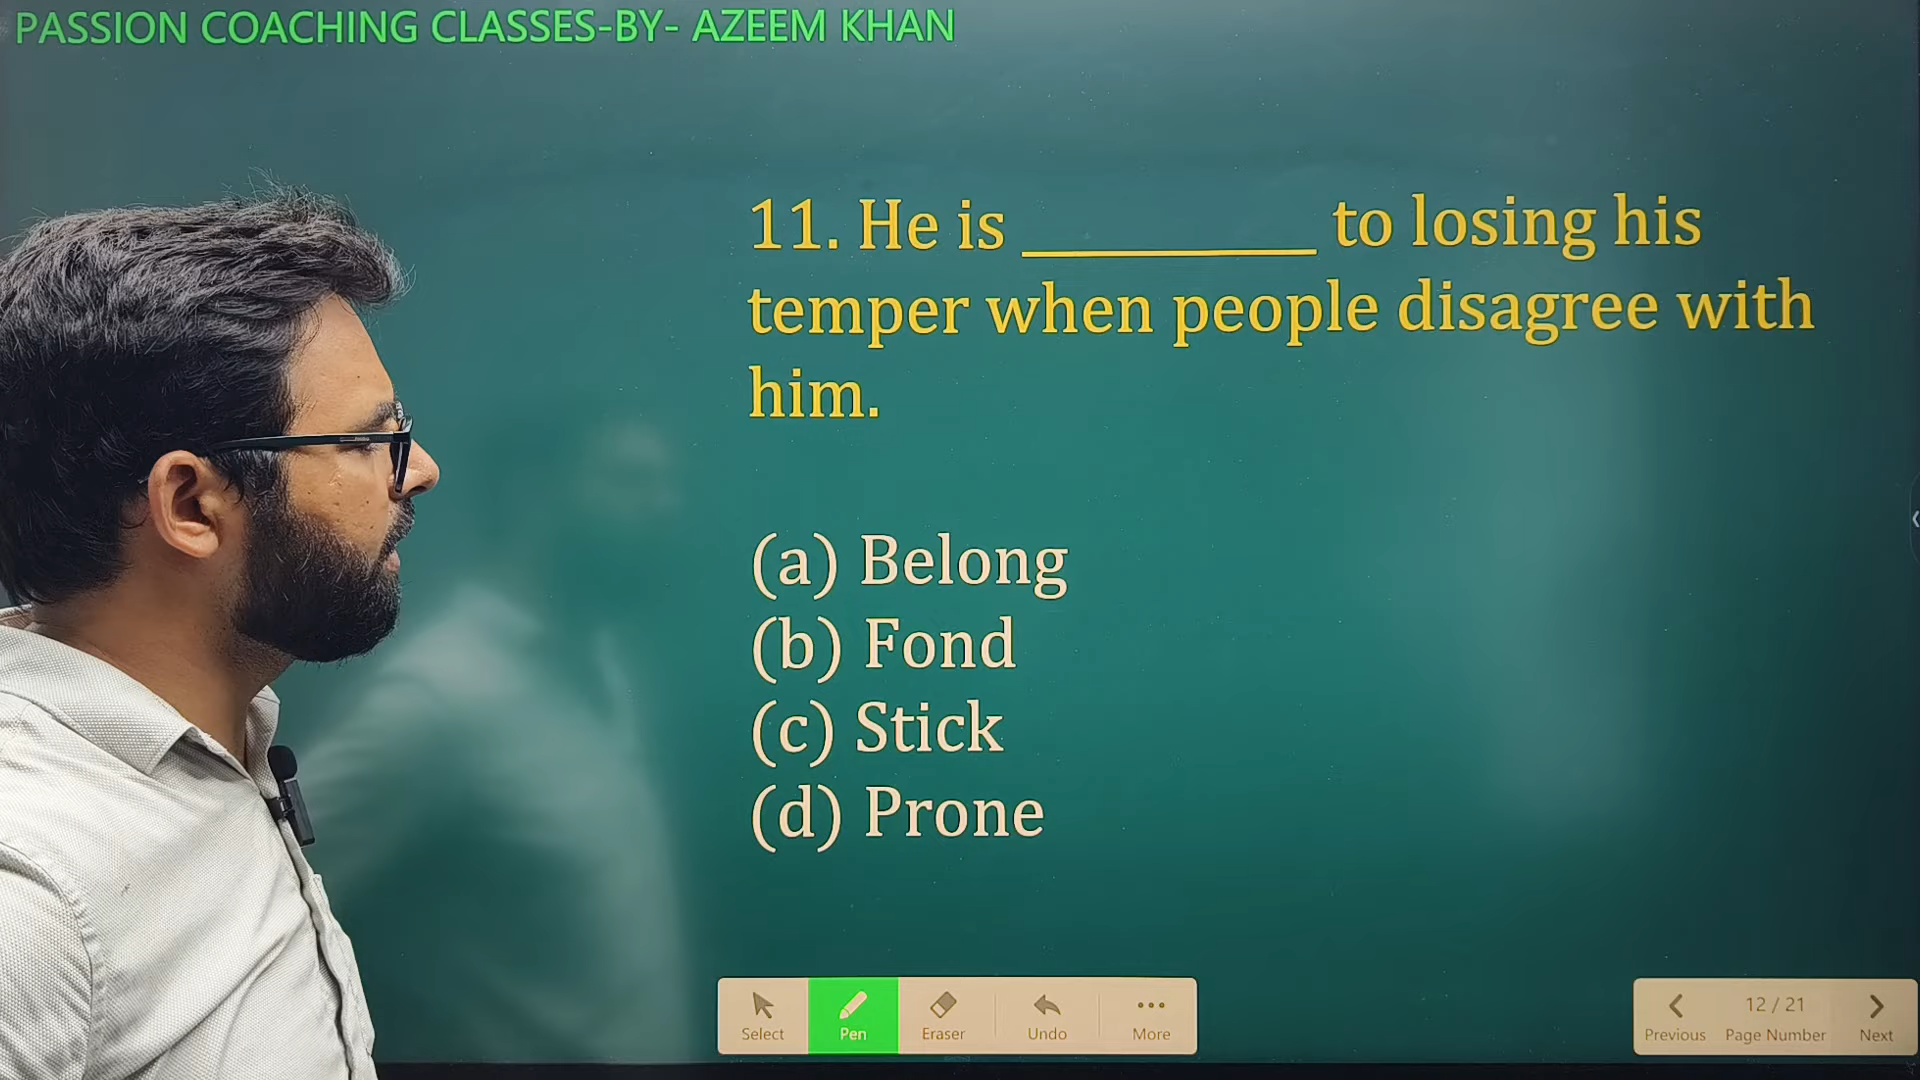 PASSION COACHING CLASSES-BY- AZEEM KHAN
11. He is __________ to losing his
temper when people disagree with
him.
(a) Belong
(b) Fond
(c) Stick
(d) Prone
Select
Pen
Eraser
Undo
More
12 / 21
Previous
Page Number
Next